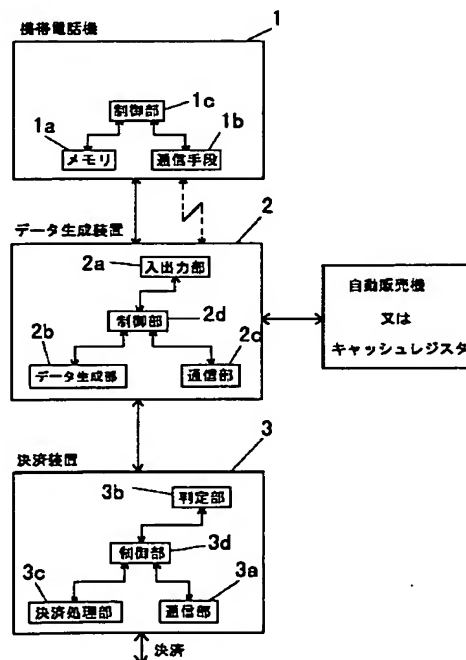 携帯電話機
1
制御部
1c
1a
1b
メモリ
通信手段
データ生成装置
2
2a
入出力部
制御部
2d
2b
2c
データ生成部
通信部
自動販売機
又は
キャッシュレジスタ
決済装置
3
3b
判定部
制御部
3d
3c
3a
決済処理部
通信部
決済